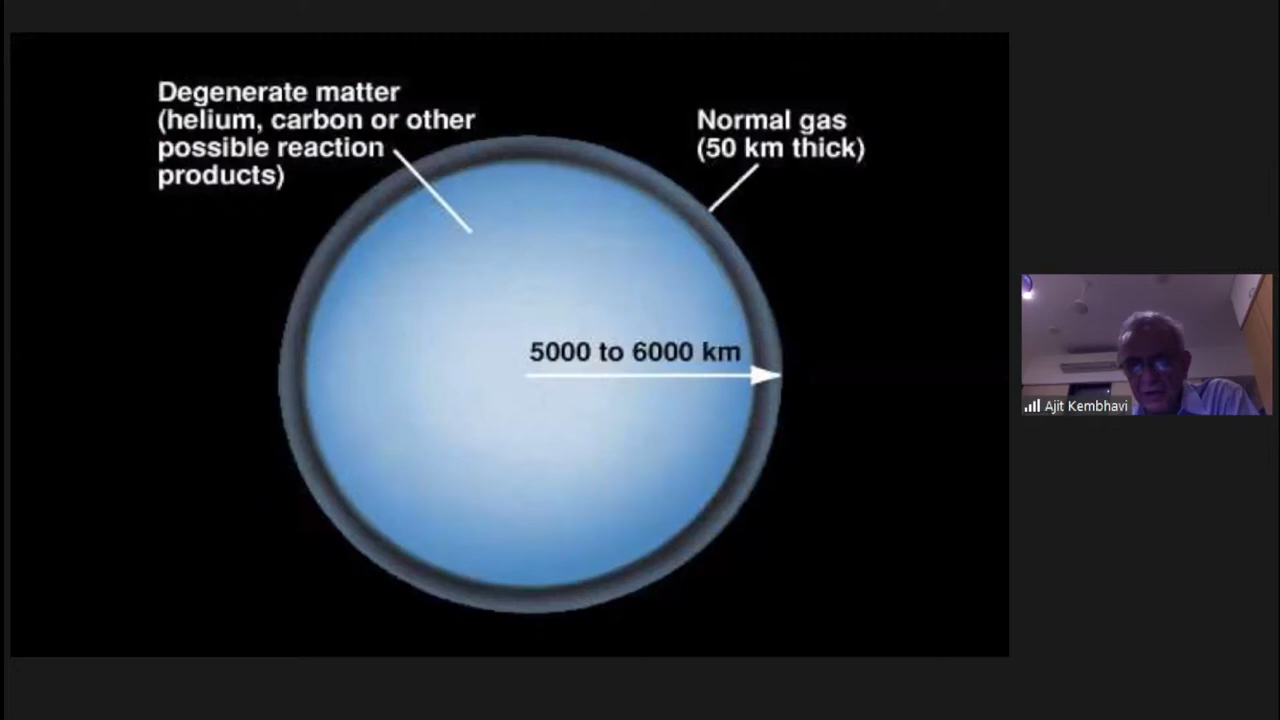 Degenerate matter
(helium, carbon or other
possible reaction
products)
Normal gas
(50 km thick)
5000 to 6000 km
Ajit Kembhavi